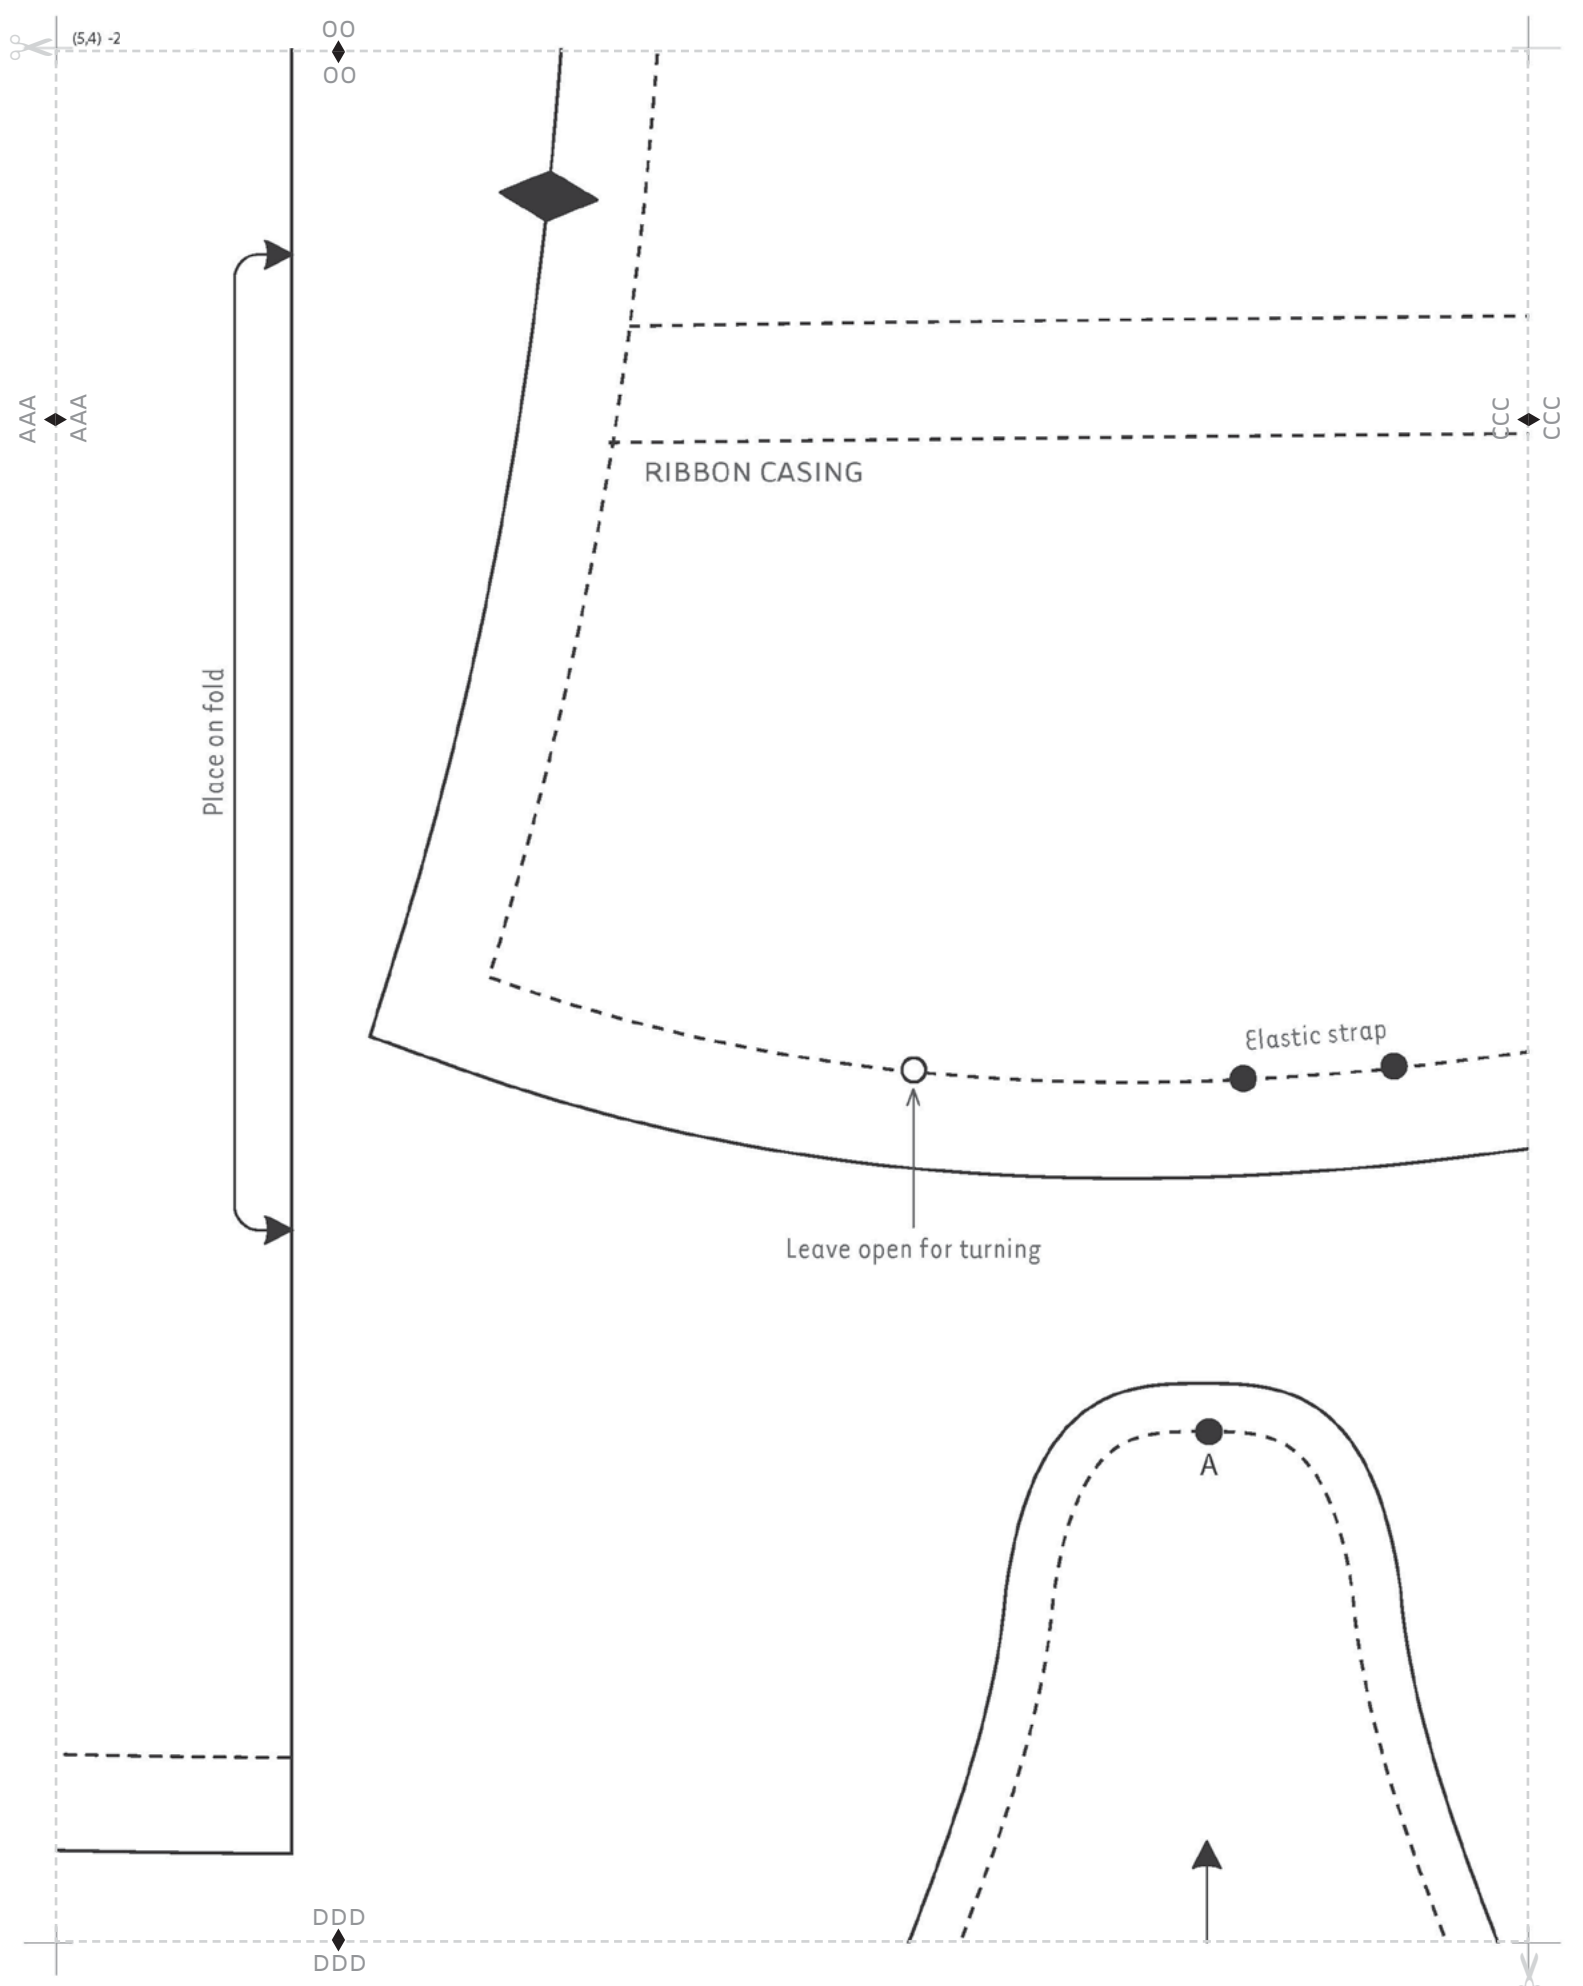 (5,4) -2
OO
OO
AAA
AAA
CCC
CCC
RIBBON CASING
Place on fold
Elastic strap
Leave open for turning
A
DDD
DDD